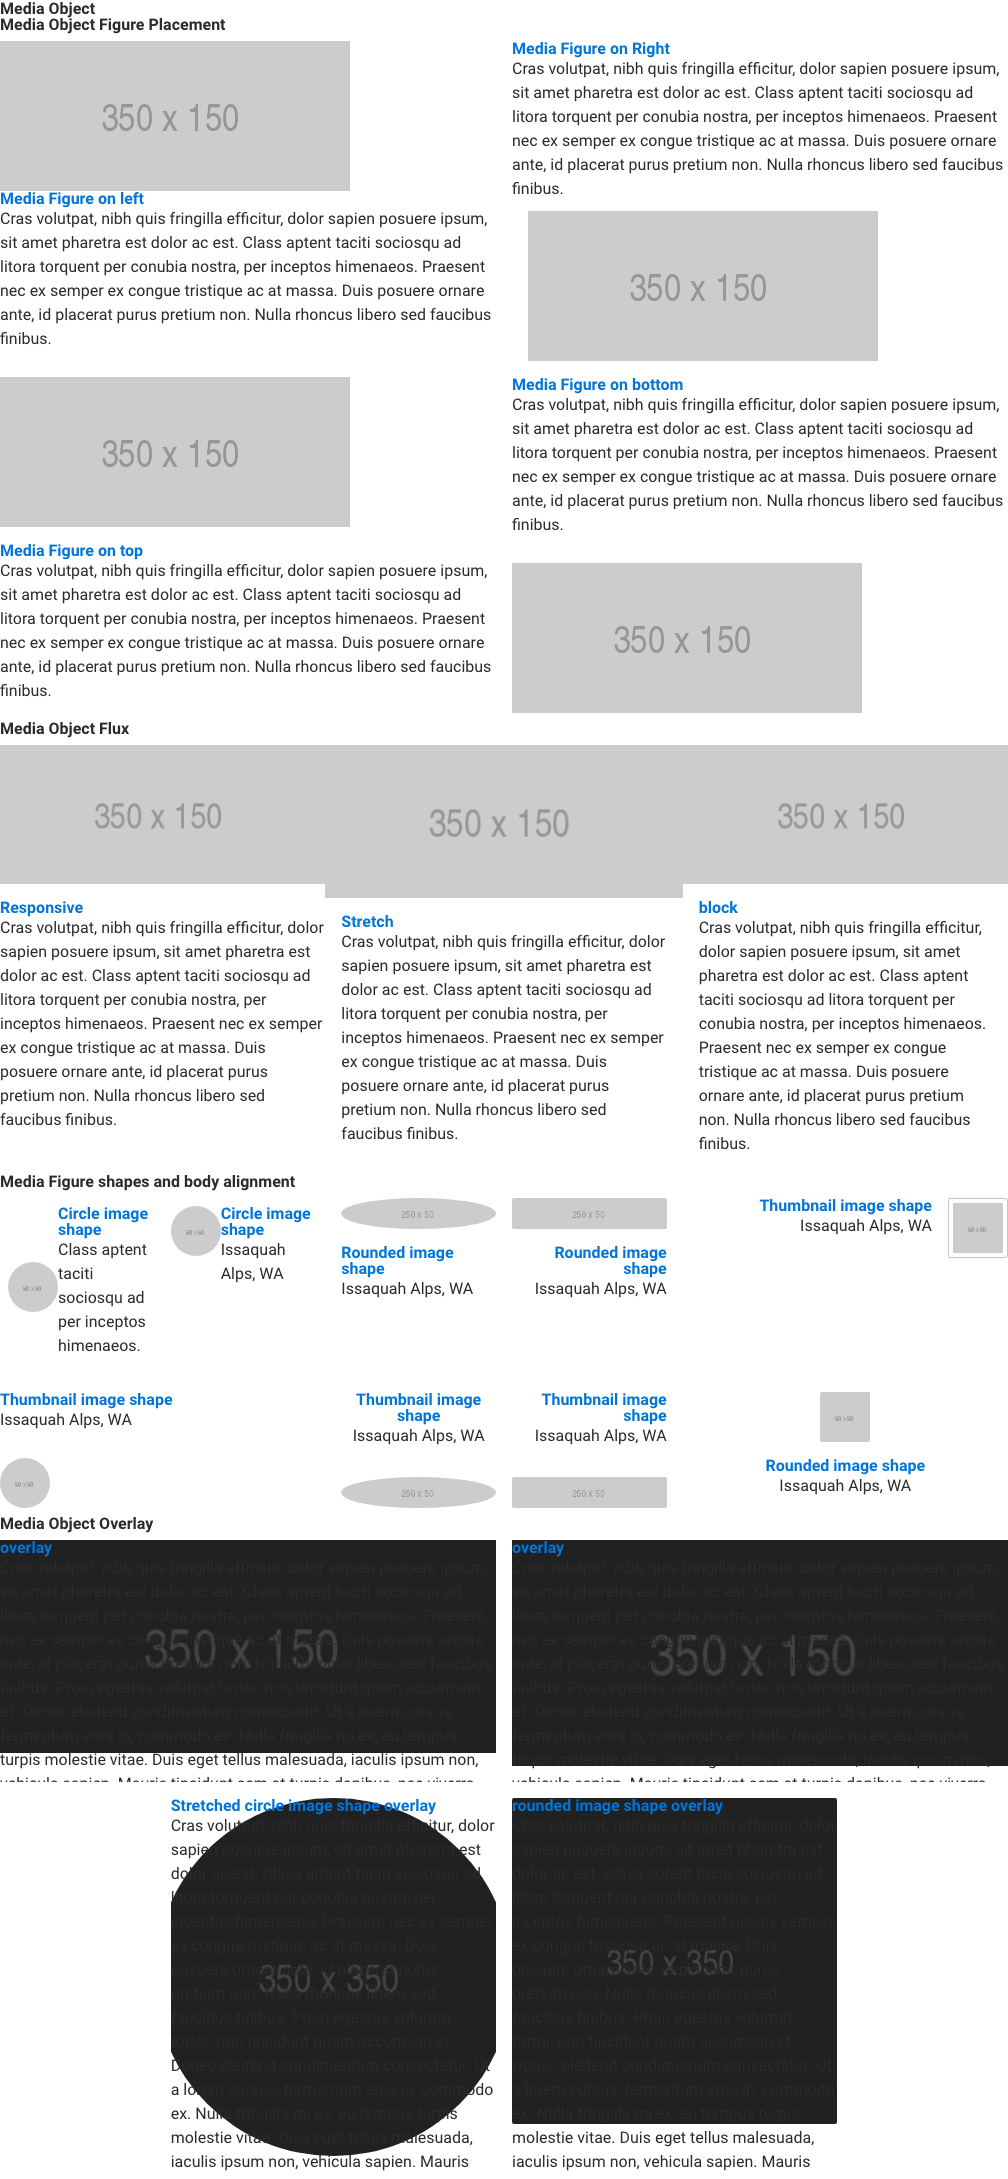 Media Object
Media Object Figure Placement
350 x 150
Media Figure on left
Cras volutpat, nibh quis fringilla efficitur, dolor sapien posuere ipsum,
sit amet pharetra est dolor ac est. Class aptent taciti sociosqu ad
litora torquent per conubia nostra, per inceptos himenaeos. Praesent
nec ex semper ex congue tristique ac at massa. Duis posuere ornare
ante, id placerat purus pretium non. Nulla rhoncus libero sed faucibus
finibus.
Media Figure on Right
Cras volutpat, nibh quis fringilla efficitur, dolor sapien posuere ipsum,
sit amet pharetra est dolor ac est. Class aptent taciti sociosqu ad
litora torquent per conubia nostra, per inceptos himenaeos. Praesent
nec ex semper ex congue tristique ac at massa. Duis posuere ornare
ante, id placerat purus pretium non. Nulla rhoncus libero sed faucibus
finibus.
350 x 150
350 x 150
Media Figure on top
Cras volutpat, nibh quis fringilla efficitur, dolor sapien posuere ipsum,
sit amet pharetra est dolor ac est. Class aptent taciti sociosqu ad
litora torquent per conubia nostra, per inceptos himenaeos. Praesent
nec ex semper ex congue tristique ac at massa. Duis posuere ornare
ante, id placerat purus pretium non. Nulla rhoncus libero sed faucibus
finibus.
Media Figure on bottom
Cras volutpat, nibh quis fringilla efficitur, dolor sapien posuere ipsum,
sit amet pharetra est dolor ac est. Class aptent taciti sociosqu ad
litora torquent per conubia nostra, per inceptos himenaeos. Praesent
nec ex semper ex congue tristique ac at massa. Duis posuere ornare
ante, id placerat purus pretium non. Nulla rhoncus libero sed faucibus
finibus.
350 x 150
Media Object Flux
350 x 150
Responsive
Cras volutpat, nibh quis fringilla efficitur, dolor
sapien posuere ipsum, sit amet pharetra est
dolor ac est. Class aptent taciti sociosqu ad
litora torquent per conubia nostra, per
inceptos himenaeos. Praesent nec ex semper
ex congue tristique ac at massa. Duis
posuere ornare ante, id placerat purus
pretium non. Nulla rhoncus libero sed
faucibus finibus.
350 x 150
Stretch
Cras volutpat, nibh quis fringilla efficitur, dolor
sapien posuere ipsum, sit amet pharetra est
dolor ac est. Class aptent taciti sociosqu ad
litora torquent per conubia nostra, per
inceptos himenaeos. Praesent nec ex semper
ex congue tristique ac at massa. Duis
posuere ornare ante, id placerat purus
pretium non. Nulla rhoncus libero sed
faucibus finibus.
350 x 150
block
Cras volutpat, nibh quis fringilla efficitur,
dolor sapien posuere ipsum, sit amet
pharetra est dolor ac est. Class aptent
taciti sociosqu ad litora torquent per
conubia nostra, per inceptos himenaeos.
Praesent nec ex semper ex congue
tristique ac at massa. Duis posuere
ornare ante, id placerat purus pretium
non. Nulla rhoncus libero sed faucibus
finibus.
Media Figure shapes and body alignment
50 x 50
Circle image
shape
Class aptent
taciti
sociosqu ad
per inceptos
himenaeos.
50 x 50
Circle image
shape
Issaquah
Alps, WA
250 x 50
Rounded image
shape
Issaquah Alps, WA
250 x 50
Rounded image
shape
Issaquah Alps, WA
Thumbnail image shape
Issaquah Alps, WA
50 x 50
Thumbnail image shape
Issaquah Alps, WA
50 x 50
Thumbnail image
shape
Issaquah Alps, WA
250 x 50
Thumbnail image
shape
Issaquah Alps, WA
250 x 50
50 x 50
Rounded image shape
Issaquah Alps, WA
Media Object Overlay
overlay
Cras volutpat, nibh quis fringilla efficitur, dolor sapien posuere ipsum,
sit amet pharetra est dolor ac est. Class aptent taciti sociosqu ad
litora torquent per conubia nostra, per inceptos himenaeos. Praesent
nec ex semper ex Duis posuere ornare
ante, id placerat libero sed faucibus
finibus. Proin egestas volutpat tortor, non tincidunt quam accumsan
et. Donec eleifend condimentum consectetur. Ut a lorem cursus,
fermentum eros in, commodo ex. Nulla fringilla mi ex, eu tempus
turpis molestie vitae. Duis eget tellus malesuada, iaculis ipsum non,
350 x 150
overlay
Cras volutpat, nibh quis fringilla efficitur, dolor sapien posuere ipsum,
sit amet pharetra est dolor ac est. Class aptent taciti sociosqu ad
litora torquent per conubia nostra, per inceptos himenaeos. Praesent
nec ex semper ex Duis posuere ornare
ante, id placerat libero sed faucibus
finibus. Proin egestas volutpat tortor, non tincidunt quam accumsan
et. Donec eleifend condimentum consectetur. Ut a lorem cursus,
fermentum eros in, commodo ex. Nulla fringilla mi ex, eu tempus
turpis molestie vitae. Duis eget tellus malesuada, iaculis ipsum non,
350 x 150
Stretched circle image shape overlay
Cras volutpat, nibh quis fringilla efficitur, dolor
sapien posuere ipsum, sit amet pharetra est
dolor ac est. Class aptent taciti sociosqu ad
litora torquent per conubia nostra, per
inceptos himenaeos. Praesent nec ex semper
ex congue tristique ac at massa. Duis
posuere purus
pretium non. Nulla rhoncus libero sed
faucibus finibus. Proin egestas volutpat
tortor, non tincidunt quam accumsan et.
Donec eleifend condimentum consectetur. Ut
a lorem cursus, fermentum eros in, commodo
ex. Nulla fringilla mi ex, eu tempus turpis
molestie vitae. Duis eget tellus malesuada,
iaculis ipsum non, vehicula sapien. Mauris
350 x 350
rounded image shape overlay
Cras volutpat, nibh quis fringilla efficitur, dolor
sapien posuere ipsum, sit amet pharetra est
dolor ac est. Class aptent taciti sociosqu ad
litora torquent per conubia nostra, per
inceptos himenaeos. Praesent nec ex semper
ex congue tristique ac at massa. Duis
posuere purus
pretium non. Nulla rhoncus libero sed
faucibus finibus. Proin egestas volutpat
tortor, non tincidunt quam accumsan et.
Donec eleifend condimentum consectetur. Ut
a lorem cursus, fermentum eros in, commodo
ex. Nulla fringilla mi ex, eu tempus turpis
molestie vitae. Duis eget tellus malesuada,
iaculis ipsum non, vehicula sapien. Mauris
350 x 350